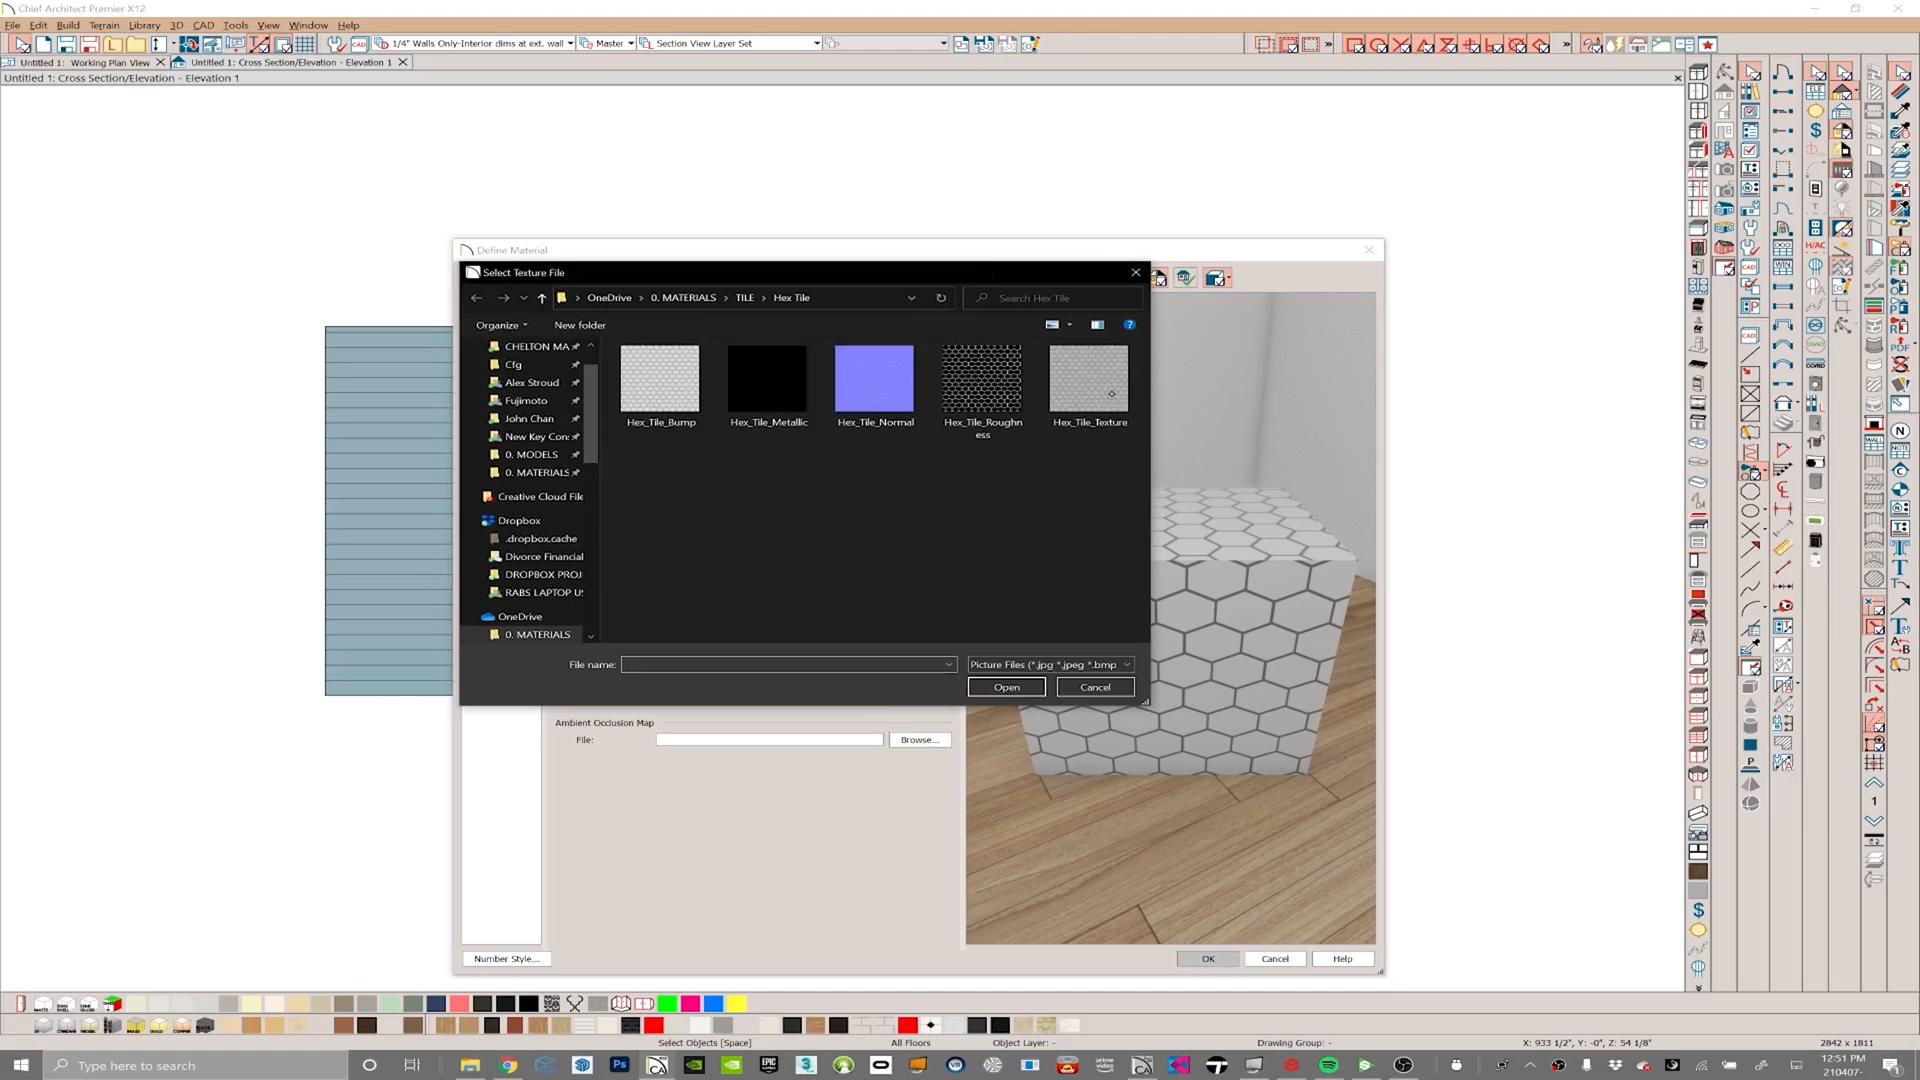 Chief Architect Premier X12
File Edit Build Terrain Library 3D CAD Tools View Window Help
1/4" Walls Only-Interior dims at ext. wall Master Section View Layer Set
Untitled 1: Working Plan View Untitled 1: Cross Section/Elevation - Elevation 1
Untitled 1: Cross Section/Elevation - Elevation 1
Define Material
Select Texture File
OneDrive 0. MATERIALS TILE Hex Tile Search Hex Tile
Organize New folder
CHELTON MA
Cfg
Alex Stroud
Fujimoto
John Chan
New Key Con:
0. MODELS
0. MATERIALS
Creative Cloud File
Dropbox
.dropbox.cache
Divorce Financial
DROPBOX PROJ
RABS LAPTOP U
OneDrive
0. MATERIALS
Hex_Tile_Bump Hex_Tile_Metallic Hex_Tile_Normal Hex_Tile_Roughn
ess Hex_Tile_Texture
File name: Picture Files (*.jpg *.jpeg *.bmp
Open Cancel
Ambient Occlusion Map
File: Browse...
Number Style... OK Cancel Help
Select Objects [Space] All Floors Object Layer: - Drawing Group: - X: 933 1/2", Y: -0", Z: 54 1/8" 2842 x 1811
Type here to search
12:51 PM
210407-